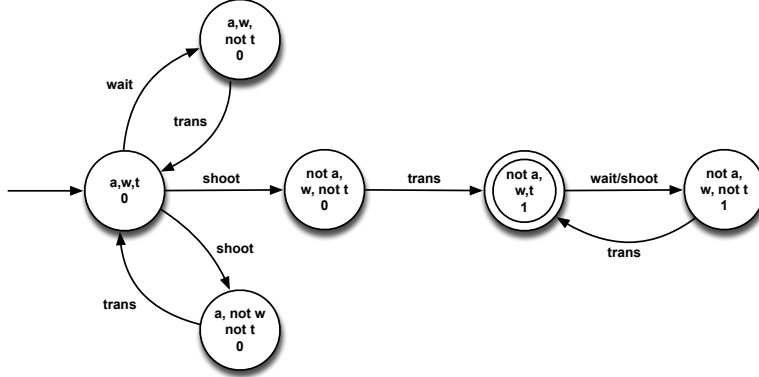 a,w,
not t
0
wait
trans
a,w,t
0
shoot
not a,
w, not t
0
trans
not a,
w,t
1
wait/shoot
not a,
w, not t
1
trans
shoot
trans
a, not w
not t
0